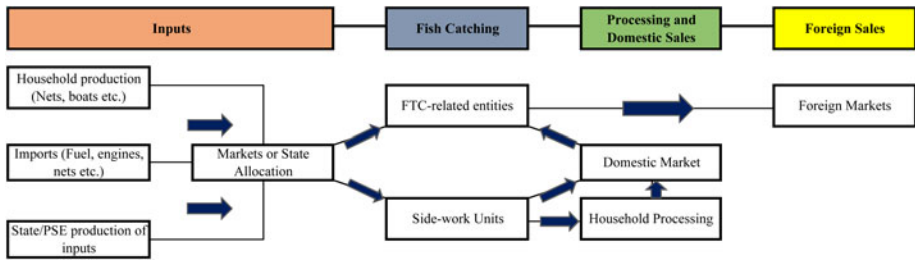 Inputs
Fish Catching
Processing and
Domestic Sales
Foreign Sales
Household production
(Nets, boats etc.)
FTC-related entities
Foreign Markets
Imports (Fuel, engines,
nets etc.)
Markets or State
Allocation
Domestic Market
State/PSE production of
inputs
Side-work Units
Household Processing